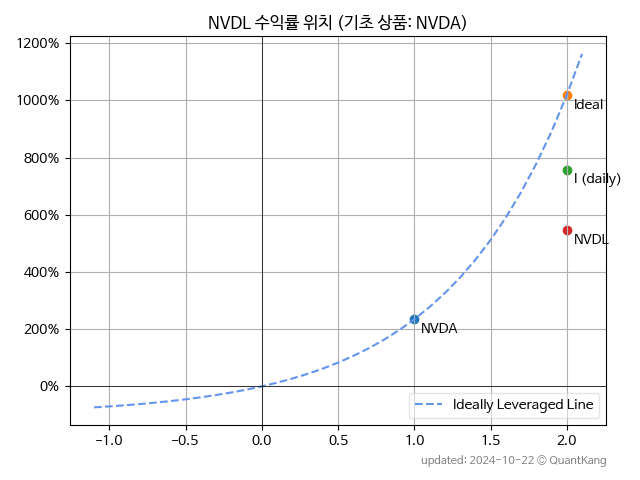 NVDL 수익률 위치 (기초 상품: NVDA)
1200%
1000%
800%
600%
400%
200%
0%
Ideal
I (daily)
NVDL
NVDA
Ideally Leveraged Line
−1.0 −0.5 0.0 0.5 1.0 1.5 2.0
updated: 2024-10-22 © QuantKang